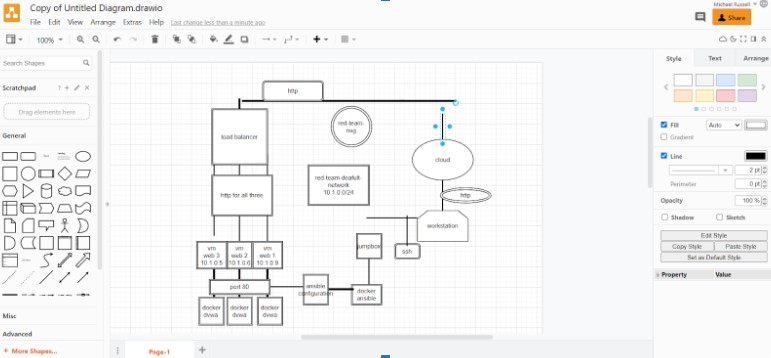 Copy of Untitled Diagram.drawio
Michael Russell
File Edit View Arrange Extras Help Last change less than a minute ago
Share
100%
Search Shapes
Scratchpad
Drag elements here
General
Misc
Advanced
+ More Shapes...
http
load balancer
red-team-
nsg
http for all three
red-team-deafult-
network
10.1.0.0/24
cloud
http
workstation
jumpbox
ssh
vm
web 3
10.1.0.5
vm
web 2
10.1.0.6
vm
web 1
10.1.0.9
port 80
ansible
configuration
docker
ansible
docker
dvwa
docker
dvwa
docker
dvwa
Page-1
Style Text Arrange
Fill Auto
Gradient
Line
2 pt
Perimeter 0 pt
Opacity 100 %
Shadow Sketch
Edit Style
Copy Style Paste Style
Set as Default Style
Property Value